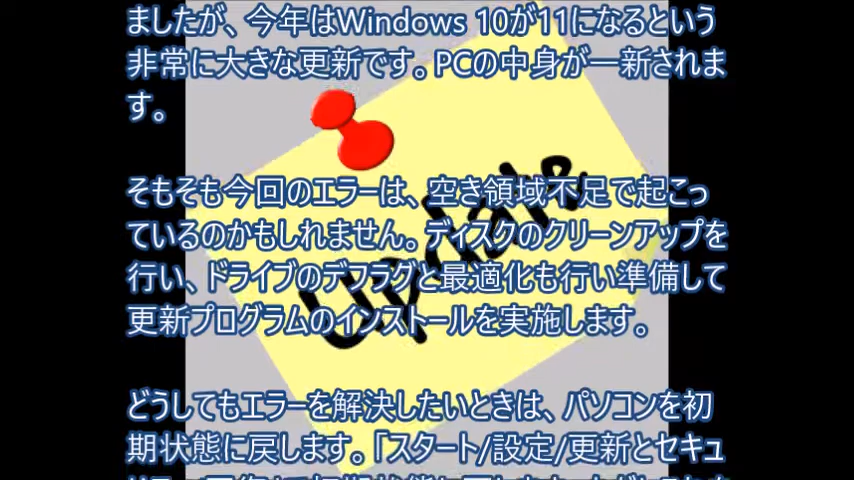 ましたが、今年はWindows 10が11になるという
非常に大きな更新です。PCの中身が一新されま
す。
そもそも今回のエラーは、空き領域不足で起こっ
ているのかもしれません。ディスクのクリーンアップを
行い、ドライブのデフラグと最適化も行い準備して
更新プログラムのインストールを実施します。
どうしてもエラーを解決したいときは、パソコンを初
期状態に戻します。「スタート/設定/更新とセキュ
Update